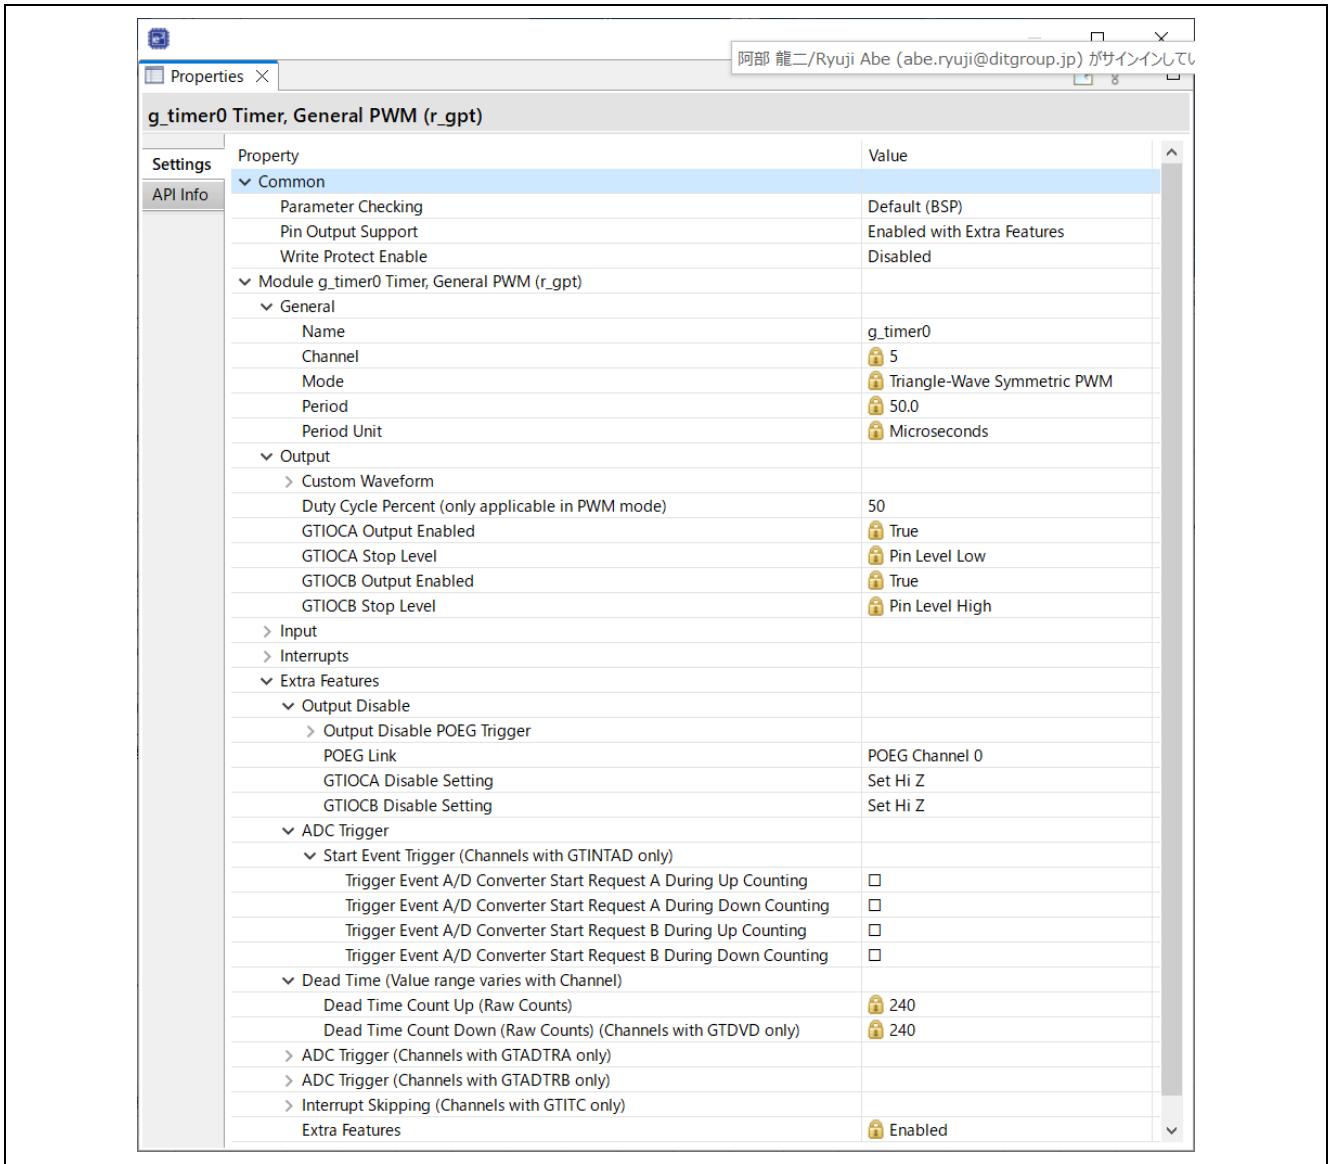 阿部 龍二/Ryuji Abe (abe.ryuji@ditgroup.jp) がサインインしてい
Properties
g_timer0 Timer, General PWM (r_gpt)
Settings
API Info
Property Value
Common
Parameter Checking Default (BSP)
Pin Output Support Enabled with Extra Features
Write Protect Enable Disabled
Module g_timer0 Timer, General PWM (r_gpt)
General
Name g_timer0
Channel 5
Mode Triangle-Wave Symmetric PWM
Period 50.0
Period Unit Microseconds
Output
Custom Waveform
Duty Cycle Percent (only applicable in PWM mode) 50
GTIOCA Output Enabled True
GTIOCA Stop Level Pin Level Low
GTIOCB Output Enabled True
GTIOCB Stop Level Pin Level High
Input
Interrupts
Extra Features
Output Disable
Output Disable POEG Trigger
POEG Link POEG Channel 0
GTIOCA Disable Setting Set Hi Z
GTIOCB Disable Setting Set Hi Z
ADC Trigger
Start Event Trigger (Channels with GTINTAD only)
Trigger Event A/D Converter Start Request A During Up Counting
Trigger Event A/D Converter Start Request A During Down Counting
Trigger Event A/D Converter Start Request B During Up Counting
Trigger Event A/D Converter Start Request B During Down Counting
Dead Time (Value range varies with Channel)
Dead Time Count Up (Raw Counts) 240
Dead Time Count Down (Raw Counts) (Channels with GTDVD only) 240
ADC Trigger (Channels with GTADTRA only)
ADC Trigger (Channels with GTADTRB only)
Interrupt Skipping (Channels with GTITC only)
Extra Features Enabled